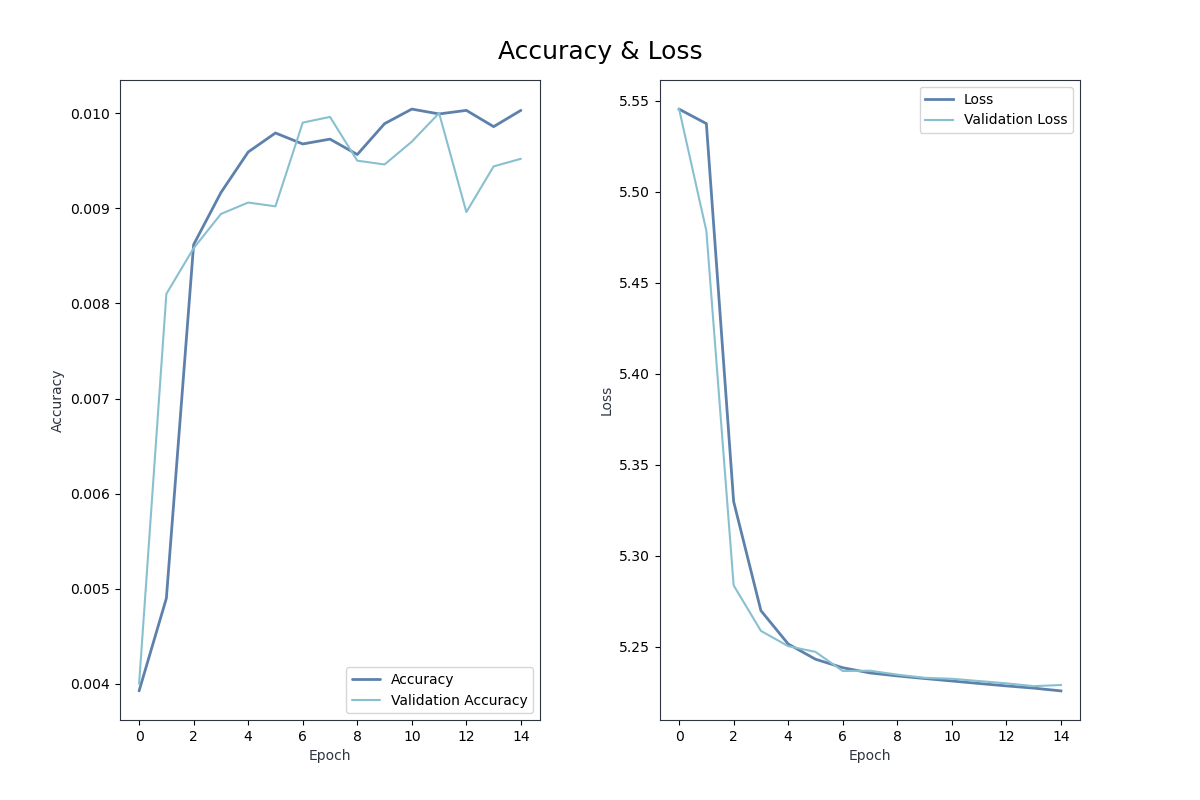 Accuracy & Loss
0.010
0.009
0.008
0.007
0.006
0.005
0.004
Accuracy
Accuracy
Validation Accuracy
0 2 4 6 8 10 12 14
Epoch
5.55
5.50
5.45
5.40
5.35
5.30
5.25
Loss
Loss
Validation Loss
0 2 4 6 8 10 12 14
Epoch